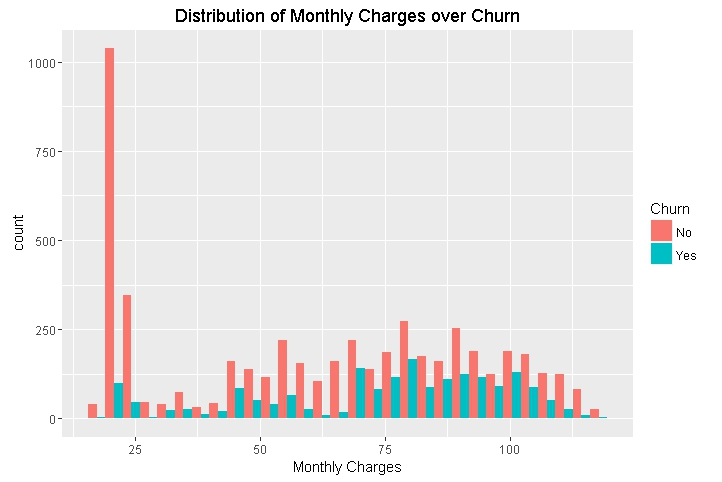 Distribution of Monthly Charges over Churn
1000
750
500
250
0
count
25 50 75 100
Monthly Charges
Churn
No
Yes